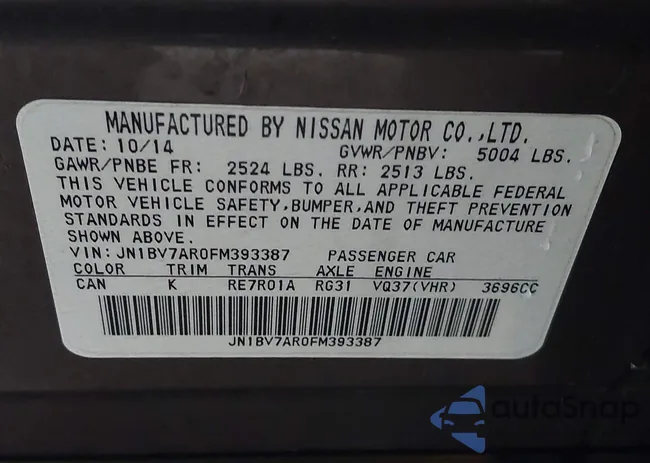 MANUFACTURED BY NISSAN MOTOR CO.,LTD.
DATE: 10/14 GVWR/PNBV: 5004 LBS.
GAWR/PNBE FR: 2524 LBS. RR: 2513 LBS.
THIS VEHICLE CONFORMS TO ALL APPLICABLE FEDERAL
MOTOR VEHICLE SAFETY,BUMPER,AND THEFT PREVENTION
STANDARDS IN EFFECT ON THE DATE OF MANUFACTURE
SHOWN ABOVE.
VIN: JN1BV7AR0FM393387 PASSENGER CAR
COLOR TRIM TRANS AXLE ENGINE
CAN K RE7R01A RG31 VQ37(VHR) 3696CC
JN1BV7AR0FM393387
autoSnap